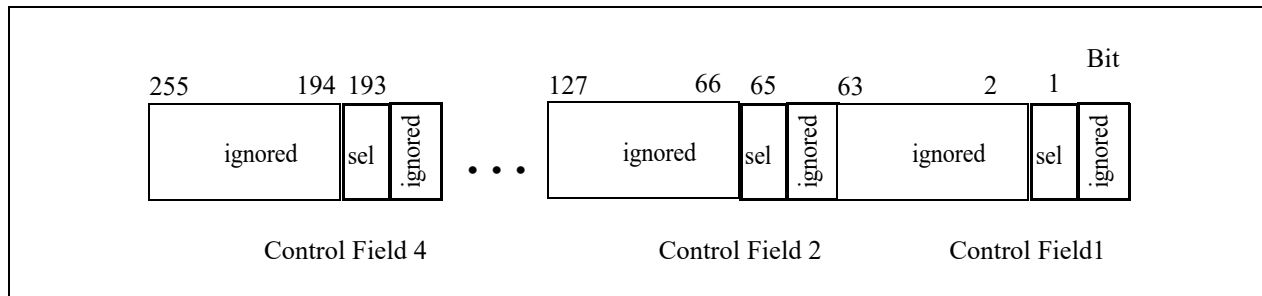 Bit
255 194 193 127 66 65 63 2 1
ignored sel ignored . . . ignored sel ignored ignored sel ignored
Control Field 4 Control Field 2 Control Field1